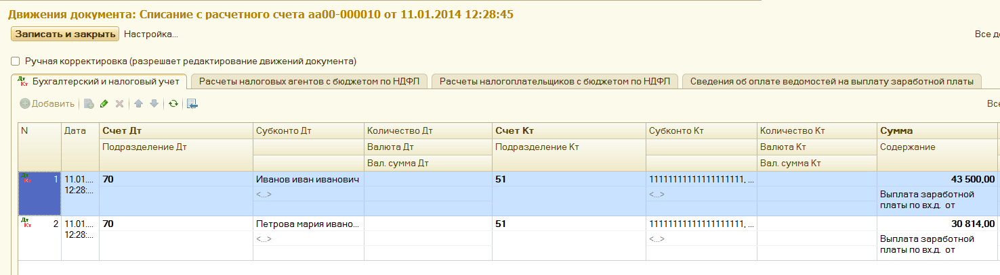 Движения документа: Списание с расчетного счета аа00-000010 от 11.01.2014 12:28:45
Записать и закрыть Настройка...
Ручная корректировка (разрешает редактирование движений документа)
Дт Кт Бухгалтерский и налоговый учет Расчеты налоговых агентов с бюджетом по НДФЛ Расчеты налогоплательщиков с бюджетом по НДФЛ Сведения об оплате ведомостей на выплату заработной платы
Добавить
N Дата Счет Дт Субконто Дт Количество Дт Счет Кт Субконто Кт Количество Кт Сумма
Подразделение Дт Валюта Дт Подразделение Кт Валюта Кт Содержание
Вал. сумма Дт Вал. сумма Кт
Дт Кт 1 11.01.... 70 Иванов иван иванович 51 11111111111111111111, ... 43 500,00
12:28:... <...> <...> Выплата заработной
платы по вх.д. от
Дт Кт 2 11.01.... 70 Петрова мария ивано... 51 11111111111111111111, ... 30 814,00
12:28:... <...> <...> Выплата заработной
платы по вх.д. от